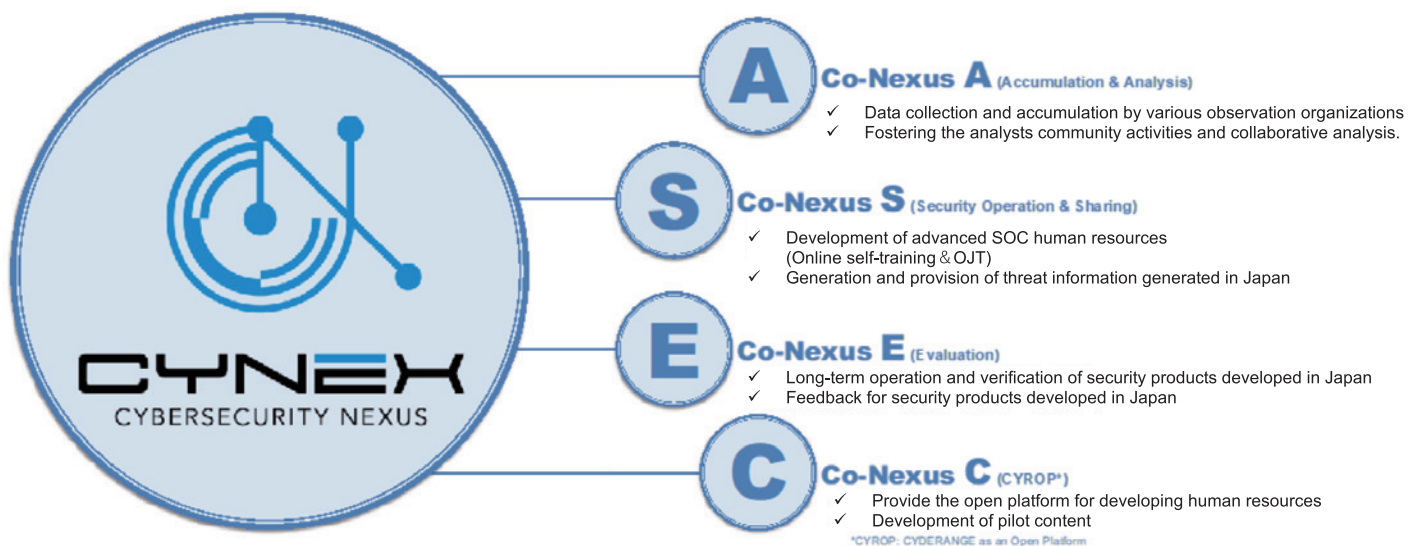 CYNEX
CYBERSECURITY NEXUS
A
Co-Nexus A (Accumulation & Analysis)
✓ Data collection and accumulation by various observation organizations
✓ Fostering the analysts community activities and collaborative analysis.
S
Co-Nexus S (Security Operation & Sharing)
✓ Development of advanced SOC human resources
(Online self-training＆OJT)
✓ Generation and provision of threat information generated in Japan
E
Co-Nexus E (Evaluation)
✓ Long-term operation and verification of security products developed in Japan
✓ Feedback for security products developed in Japan
C
Co-Nexus C (CYROP*)
✓ Provide the open platform for developing human resources
✓ Development of pilot content
*CYROP: CYDERANGE as an Open Platform